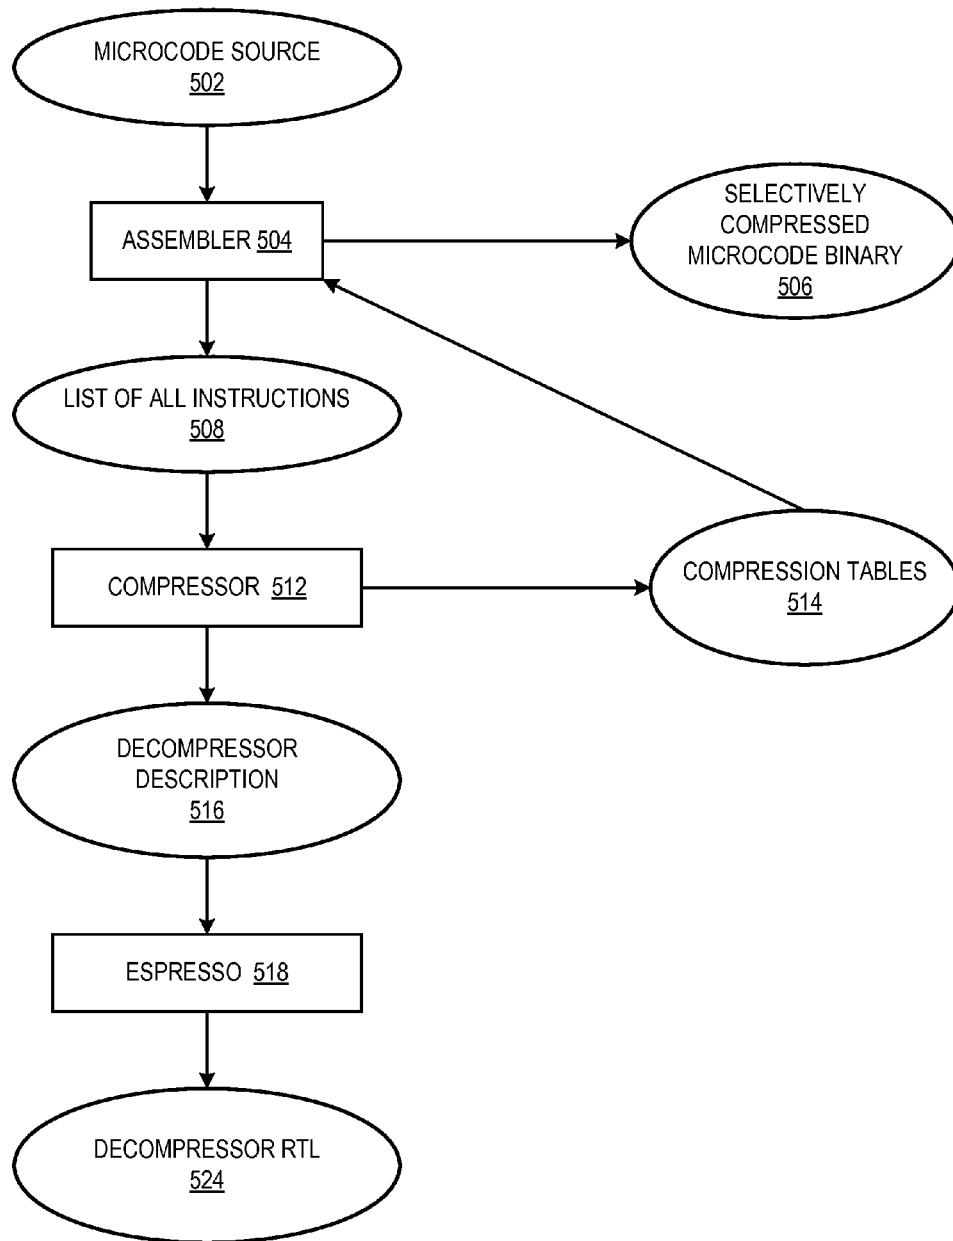 MICROCODE SOURCE
502
ASSEMBLER 504
SELECTIVELY
COMPRESSED
MICROCODE BINARY
506
LIST OF ALL INSTRUCTIONS
508
COMPRESSOR 512
COMPRESSION TABLES
514
DECOMPRESSOR
DESCRIPTION
516
ESPRESSO 518
DECOMPRESSOR RTL
524